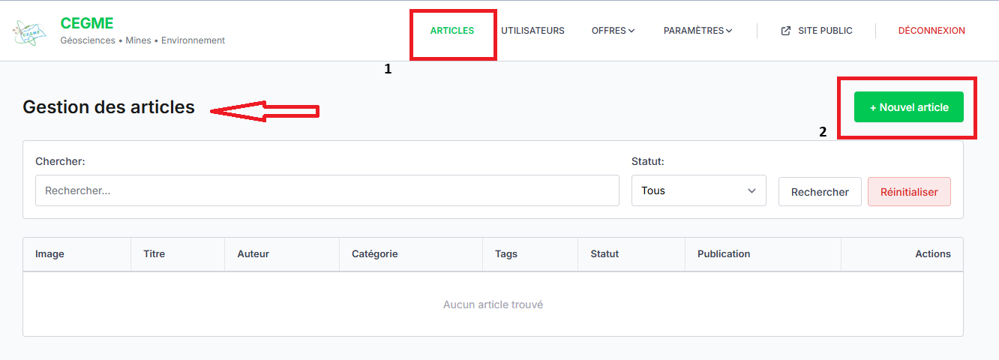 CEGME
Géosciences • Mines • Environnement
ARTICLES UTILISATEURS OFFRES PARAMÈTRES SITE PUBLIC DÉCONNEXION
1
Gestion des articles
+ Nouvel article
2
Chercher: Statut:
Rechercher... Tous Rechercher Réinitialiser
Image Titre Auteur Catégorie Tags Statut Publication Actions
Aucun article trouvé